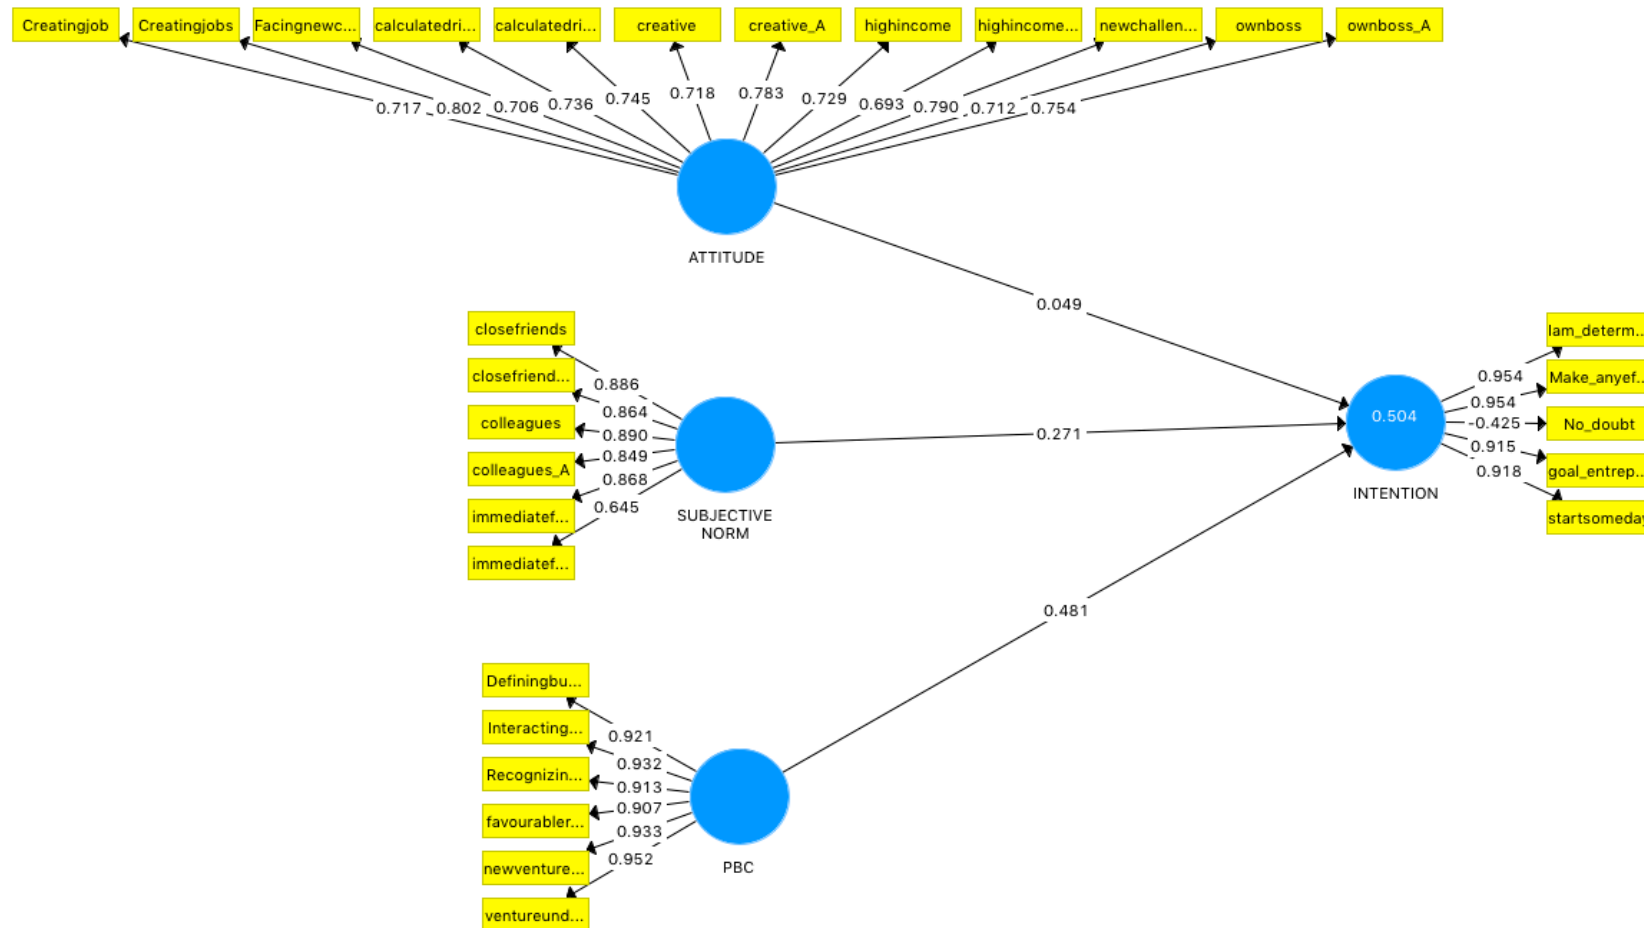 Creatingjob
Creatingjobs
Facingnewc...
calculatedri...
calculatedri...
creative
creative_A
highincome
highincome...
newchallen...
ownboss
ownboss_A
0.717
0.802
0.706
0.736
0.745
0.718
0.783
0.729
0.693
0.790
0.712
0.754
ATTITUDE
0.049
closefriends
closefriend...
colleagues
colleagues_A
immediatef...
immediatef...
0.886
0.864
0.890
0.849
0.868
0.645
SUBJECTIVE
NORM
0.271
0.504
INTENTION
0.954
0.954
-0.425
0.915
0.918
Iam_determ...
Make_anyef...
No_doubt
goal_entrep...
startsomeday
0.481
Definingbu...
Interacting...
Recognizin...
favourabler...
newventure...
ventureund...
0.921
0.932
0.913
0.907
0.933
0.952
PBC